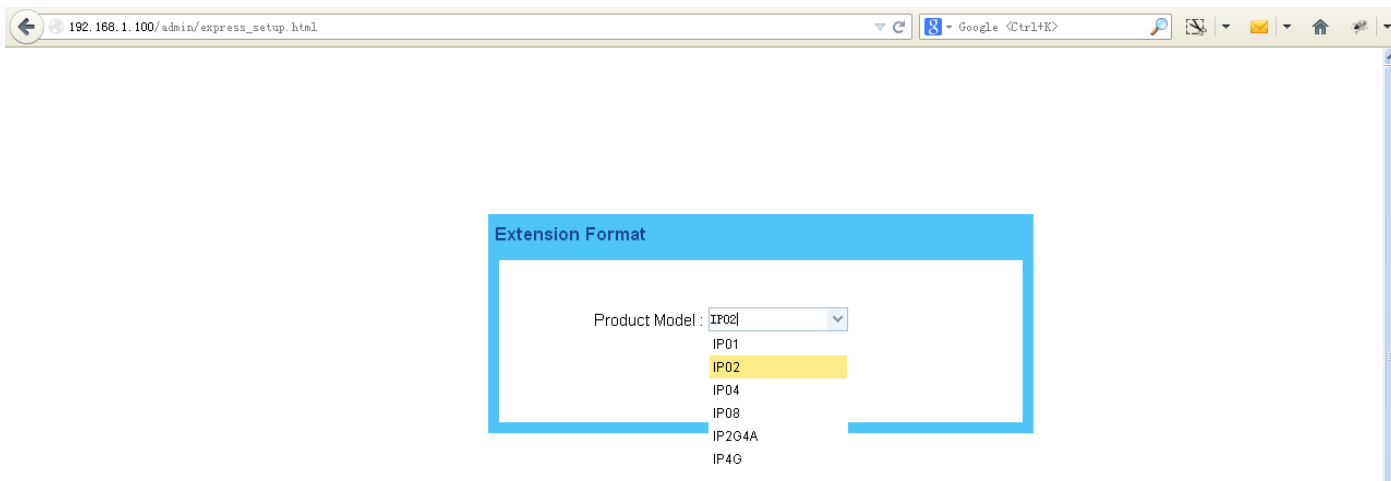 192.168.1.100/admin/express_setup.html
8 Google <Ctrl+K>
Extension Format
Product Model : IP02
IP01
IP02
IP04
IP08
IP2G4A
IP4G